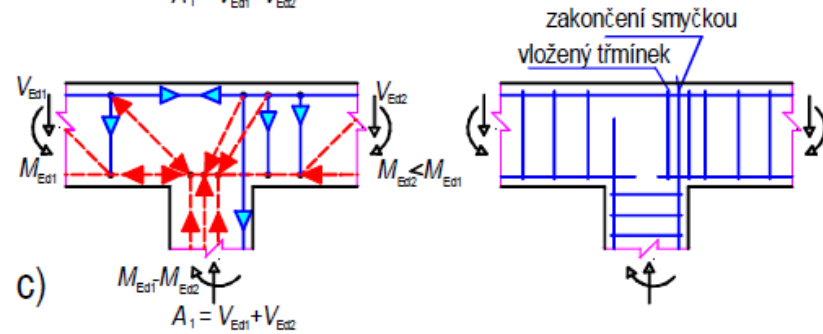 zakončení smyčkou
vložený třmínek
V_Ed1
V_Ed2
M_Ed1
M_Ed2<M_Ed1
M_Ed1-M_Ed2
c)
A_1 = V_Ed1+V_Ed2